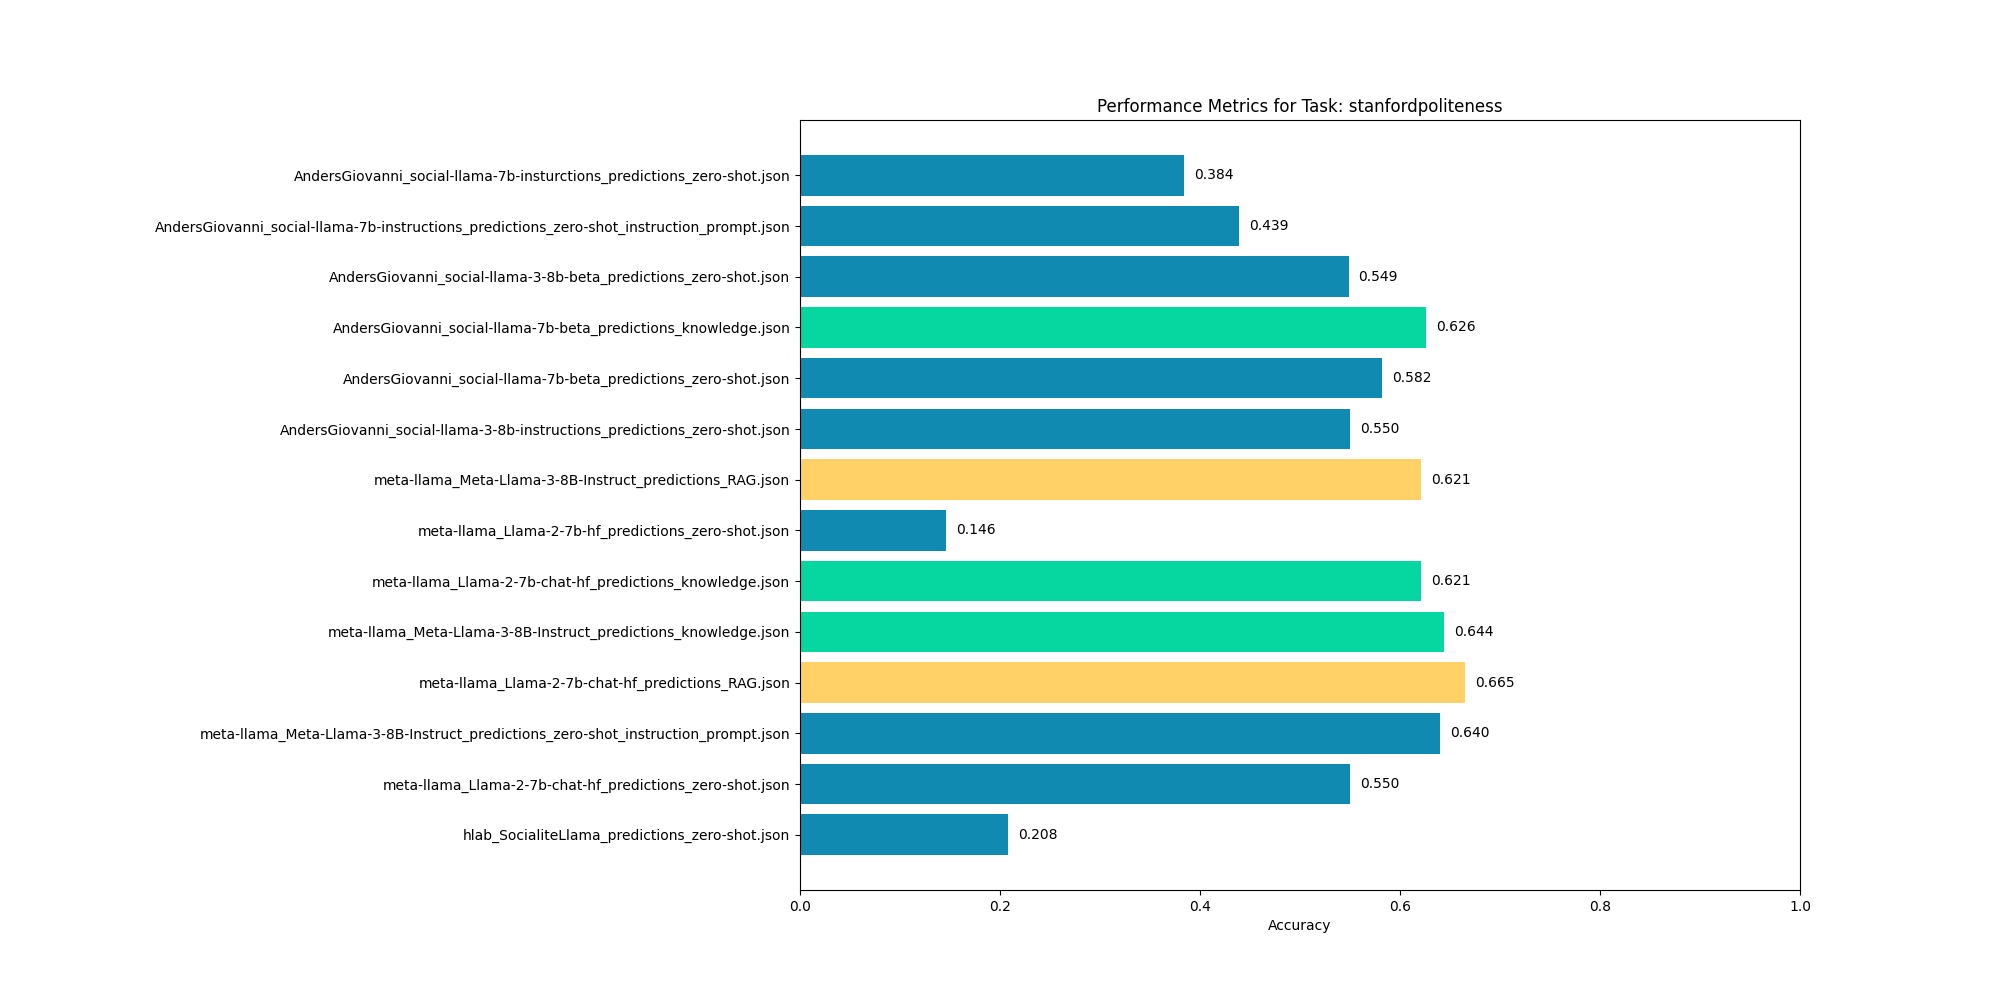 Performance Metrics for Task: stanfordpoliteness
AndersGiovanni_social-llama-7b-insturctions_predictions_zero-shot.json 0.384
AndersGiovanni_social-llama-7b-instructions_predictions_zero-shot_instruction_prompt.json 0.439
AndersGiovanni_social-llama-3-8b-beta_predictions_zero-shot.json 0.549
AndersGiovanni_social-llama-7b-beta_predictions_knowledge.json 0.626
AndersGiovanni_social-llama-7b-beta_predictions_zero-shot.json 0.582
AndersGiovanni_social-llama-3-8b-instructions_predictions_zero-shot.json 0.550
meta-llama_Meta-Llama-3-8B-Instruct_predictions_RAG.json 0.621
meta-llama_Llama-2-7b-hf_predictions_zero-shot.json 0.146
meta-llama_Llama-2-7b-chat-hf_predictions_knowledge.json 0.621
meta-llama_Meta-Llama-3-8B-Instruct_predictions_knowledge.json 0.644
meta-llama_Llama-2-7b-chat-hf_predictions_RAG.json 0.665
meta-llama_Meta-Llama-3-8B-Instruct_predictions_zero-shot_instruction_prompt.json 0.640
meta-llama_Llama-2-7b-chat-hf_predictions_zero-shot.json 0.550
hlab_SocialiteLlama_predictions_zero-shot.json 0.208
0.0 0.2 0.4 0.6 0.8 1.0
Accuracy